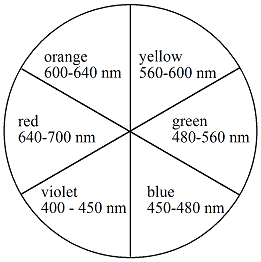 orange
600-640 nm
yellow
560-600 nm
red
640-700 nm
green
480-560 nm
violet
400 - 450 nm
blue
450-480 nm